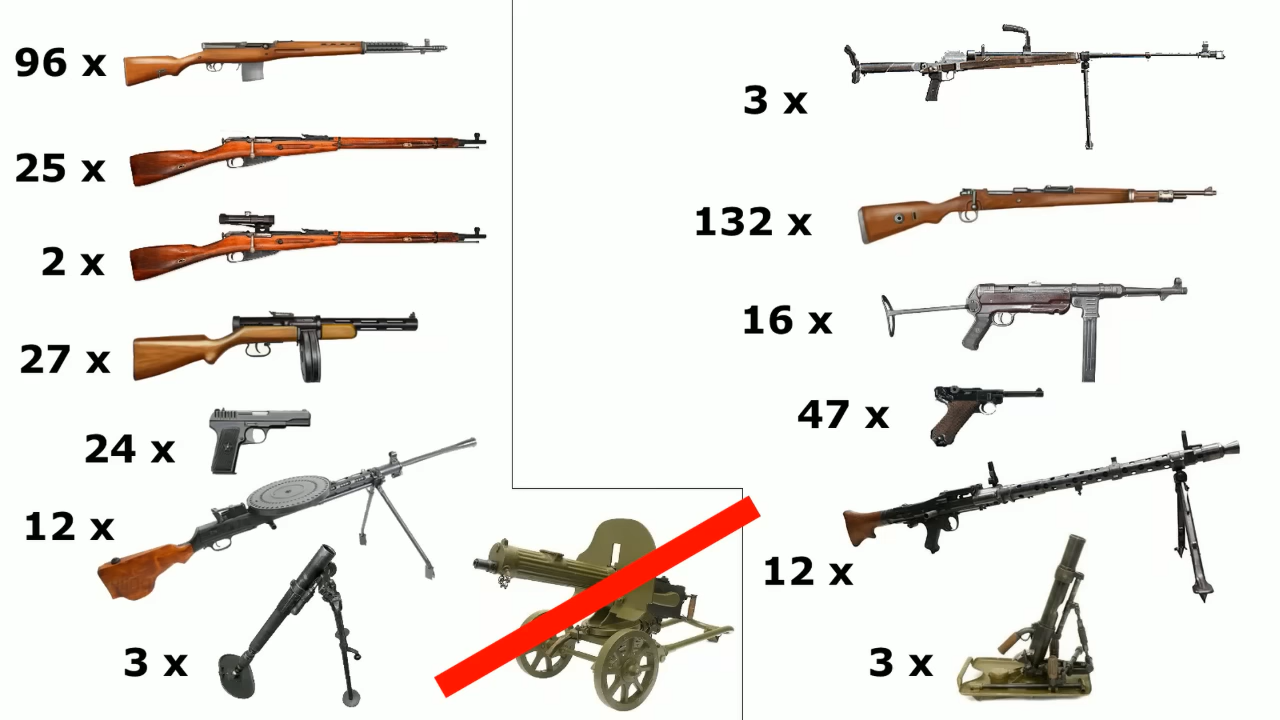 96 x
25 x
2 x
27 x
24 x
12 x
3 x
3 x
132 x
16 x
47 x
12 x
3 x